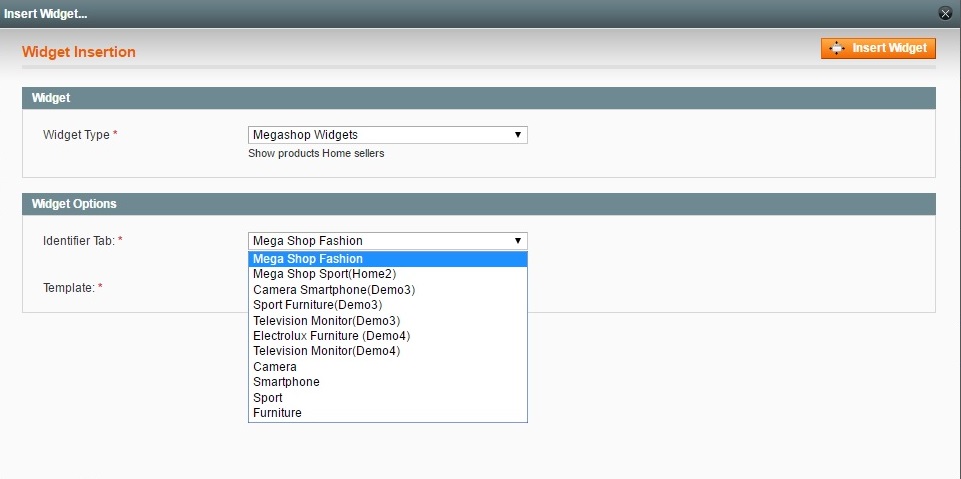 Insert Widget...
Widget Insertion
Insert Widget
Widget
Widget Type *
Megashop Widgets
Show products Home sellers
Widget Options
Identifier Tab: *
Mega Shop Fashion
Mega Shop Fashion
Mega Shop Sport(Home2)
Camera Smartphone(Demo3)
Template: *
Sport Furniture(Demo3)
Television Monitor(Demo3)
Electrolux Furniture (Demo4)
Television Monitor(Demo4)
Camera
Smartphone
Sport
Furniture